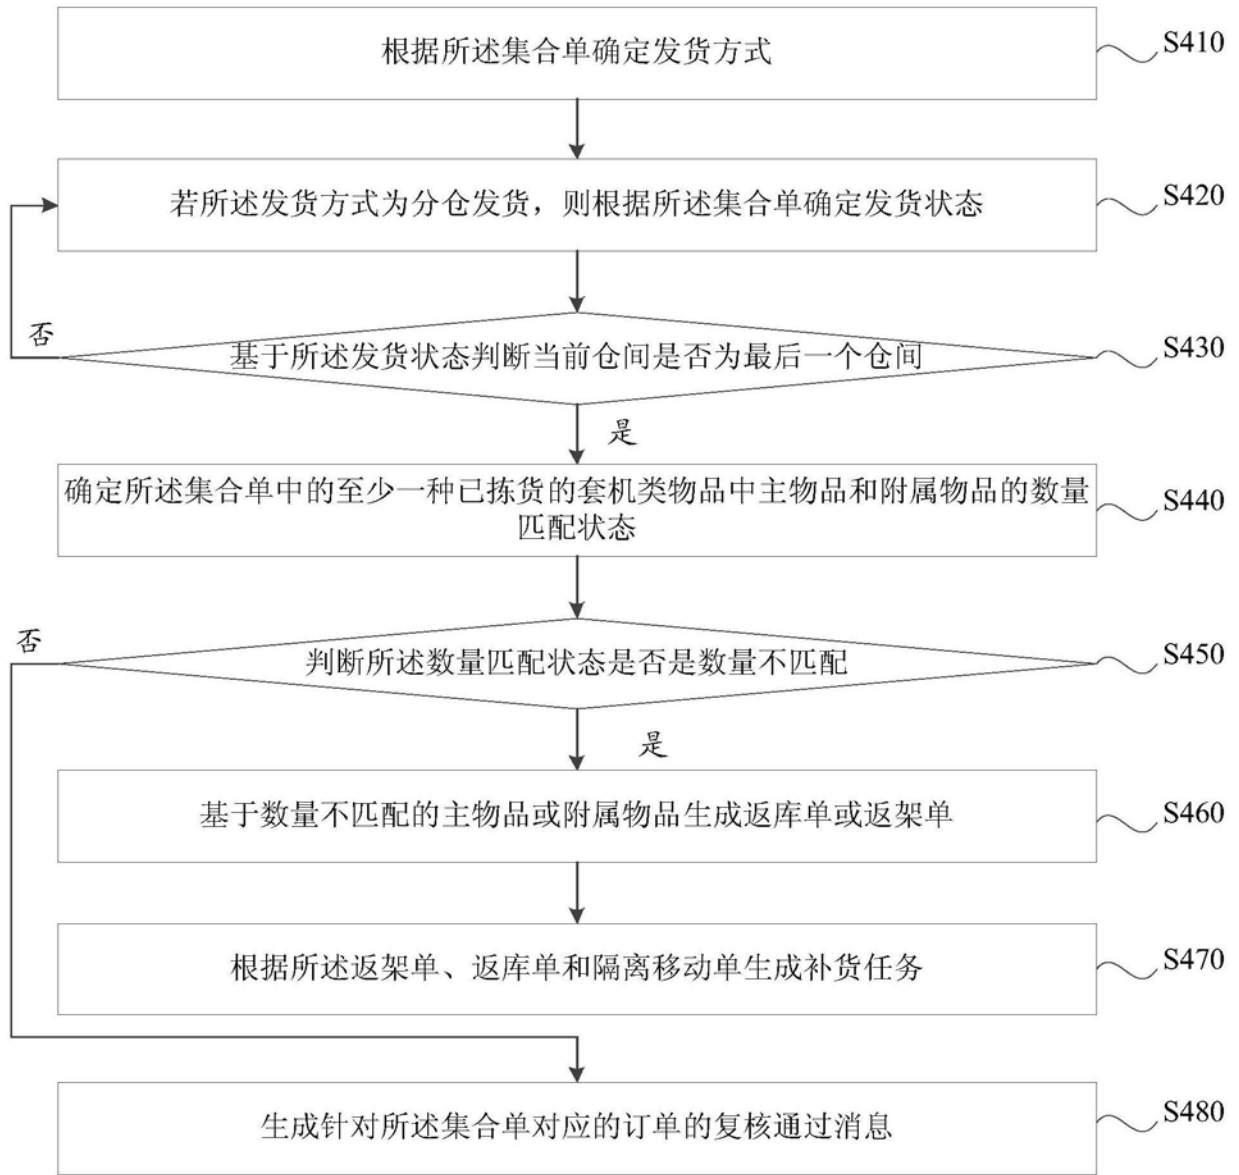 根据所述集合单确定发货方式
S410
若所述发货方式为分仓发货，则根据所述集合单确定发货状态
S420
否
基于所述发货状态判断当前仓间是否为最后一个仓间
S430
是
确定所述集合单中的至少一种已拣货的套机类物品中主物品和附属物品的数量
匹配状态
S440
否
判断所述数量匹配状态是否是数量不匹配
S450
是
基于数量不匹配的主物品或附属物品生成返库单或返架单
S460
根据所述返架单、返库单和隔离移动单生成补货任务
S470
生成针对所述集合单对应的订单的复核通过消息
S480